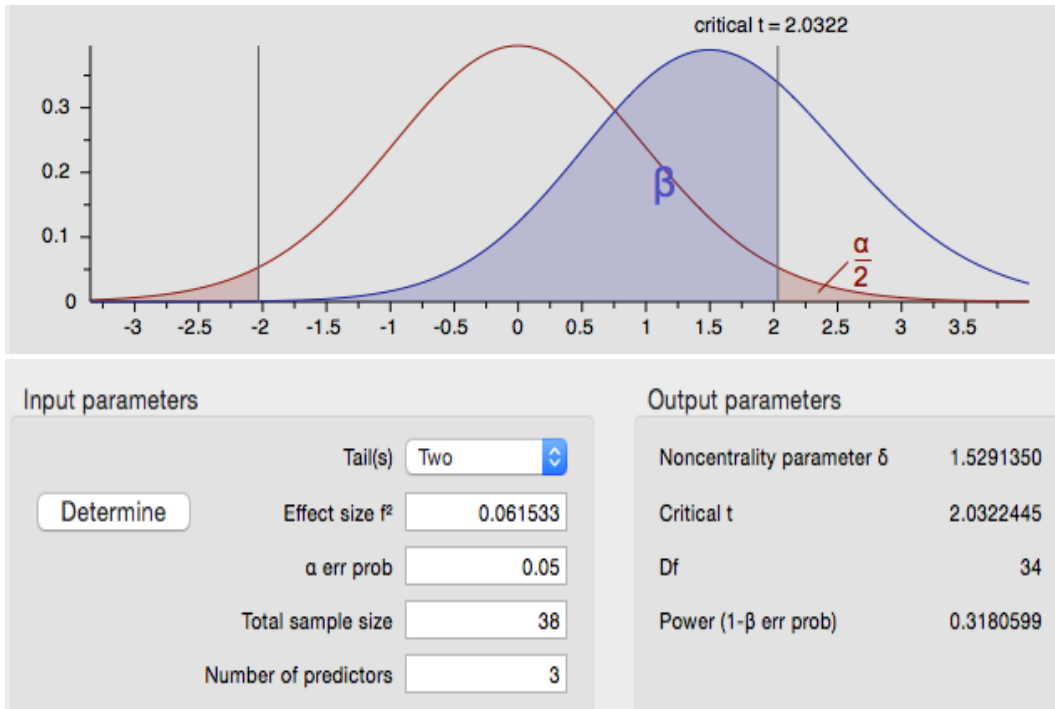 critical t = 2.0322
0.3
0.2
0.1
0
β
α
2
-3 -2.5 -2 -1.5 -1 -0.5 0 0.5 1 1.5 2 2.5 3 3.5
Input parameters
Output parameters
Tail(s) Two
Noncentrality parameter δ 1.5291350
Determine
Effect size f² 0.061533
Critical t 2.0322445
α err prob 0.05
Df 34
Total sample size 38
Power (1-β err prob) 0.3180599
Number of predictors 3